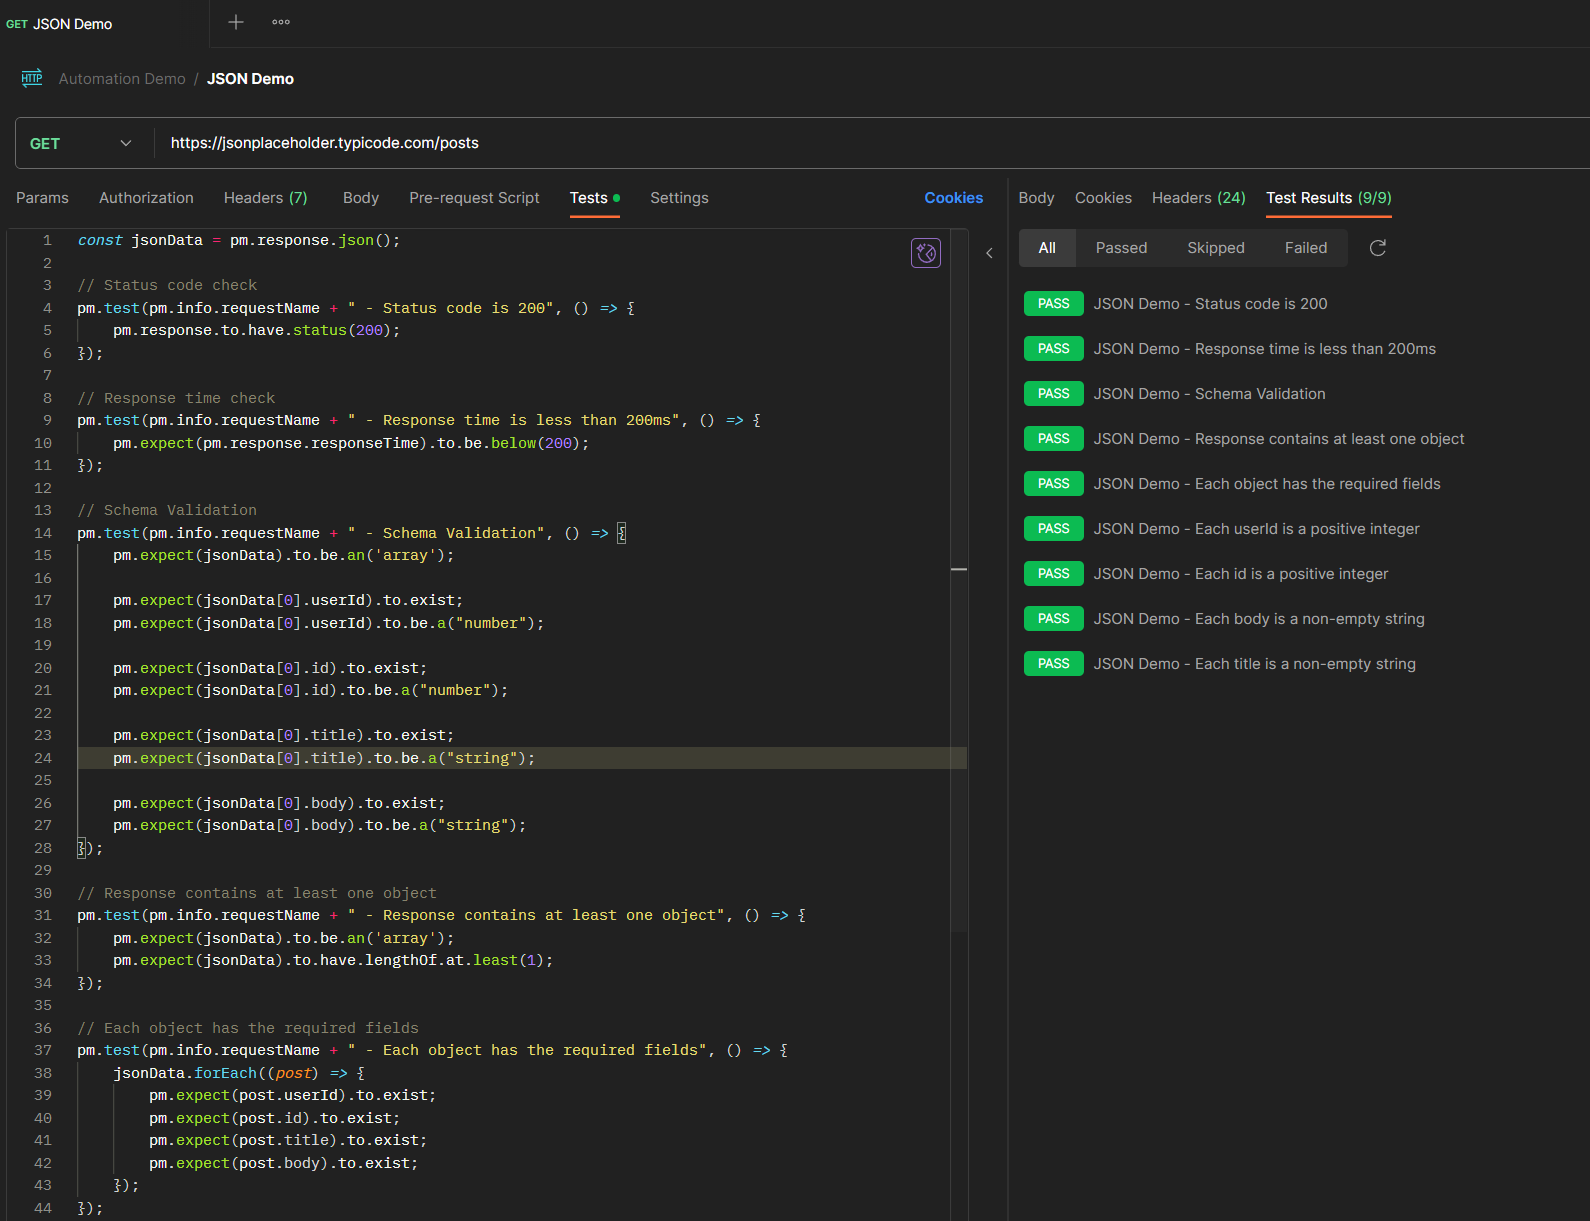 GET JSON Demo
HTTP Automation Demo / JSON Demo
GET https://jsonplaceholder.typicode.com/posts
Params Authorization Headers (7) Body Pre-request Script Tests Settings Cookies
1 const jsonData = pm.response.json();
2
3 // Status code check
4 pm.test(pm.info.requestName + " - Status code is 200", () => {
5 pm.response.to.have.status(200);
6 });
7
8 // Response time check
9 pm.test(pm.info.requestName + " - Response time is less than 200ms", () => {
10 pm.expect(pm.response.responseTime).to.be.below(200);
11 });
12
13 // Schema Validation
14 pm.test(pm.info.requestName + " - Schema Validation", () => {
15 pm.expect(jsonData).to.be.an('array');
16
17 pm.expect(jsonData[0].userId).to.exist;
18 pm.expect(jsonData[0].userId).to.be.a("number");
19
20 pm.expect(jsonData[0].id).to.exist;
21 pm.expect(jsonData[0].id).to.be.a("number");
22
23 pm.expect(jsonData[0].title).to.exist;
24 pm.expect(jsonData[0].title).to.be.a("string");
25
26 pm.expect(jsonData[0].body).to.exist;
27 pm.expect(jsonData[0].body).to.be.a("string");
28 });
29
30 // Response contains at least one object
31 pm.test(pm.info.requestName + " - Response contains at least one object", () => {
32 pm.expect(jsonData).to.be.an('array');
33 pm.expect(jsonData).to.have.lengthOf.at.least(1);
34 });
35
36 // Each object has the required fields
37 pm.test(pm.info.requestName + " - Each object has the required fields", () => {
38 jsonData.forEach((post) => {
39 pm.expect(post.userId).to.exist;
40 pm.expect(post.id).to.exist;
41 pm.expect(post.title).to.exist;
42 pm.expect(post.body).to.exist;
43 });
44 });
Body Cookies Headers (24) Test Results (9/9)
All Passed Skipped Failed
PASS JSON Demo - Status code is 200
PASS JSON Demo - Response time is less than 200ms
PASS JSON Demo - Schema Validation
PASS JSON Demo - Response contains at least one object
PASS JSON Demo - Each object has the required fields
PASS JSON Demo - Each userId is a positive integer
PASS JSON Demo - Each id is a positive integer
PASS JSON Demo - Each body is a non-empty string
PASS JSON Demo - Each title is a non-empty string